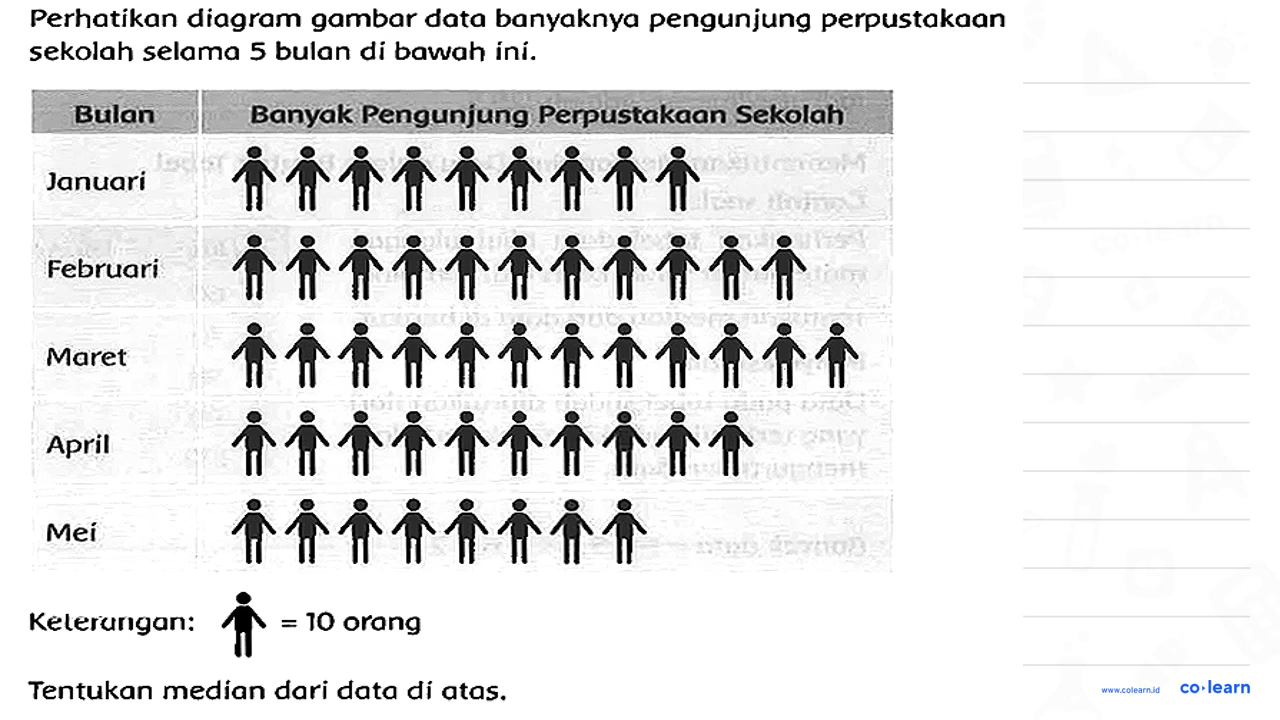 Perhatikan diagram gambar data banyaknya pengunjung perpustakaan
sekolah selama 5 bulan di bawah ini.
Bulan Banyak Pengunjung Perpustakaan Sekolah
Januari
Februari
Maret
April
Mei
Keterangan: = 10 orang
Tentukan median dari data di atas.
www.colearn.id co·learn